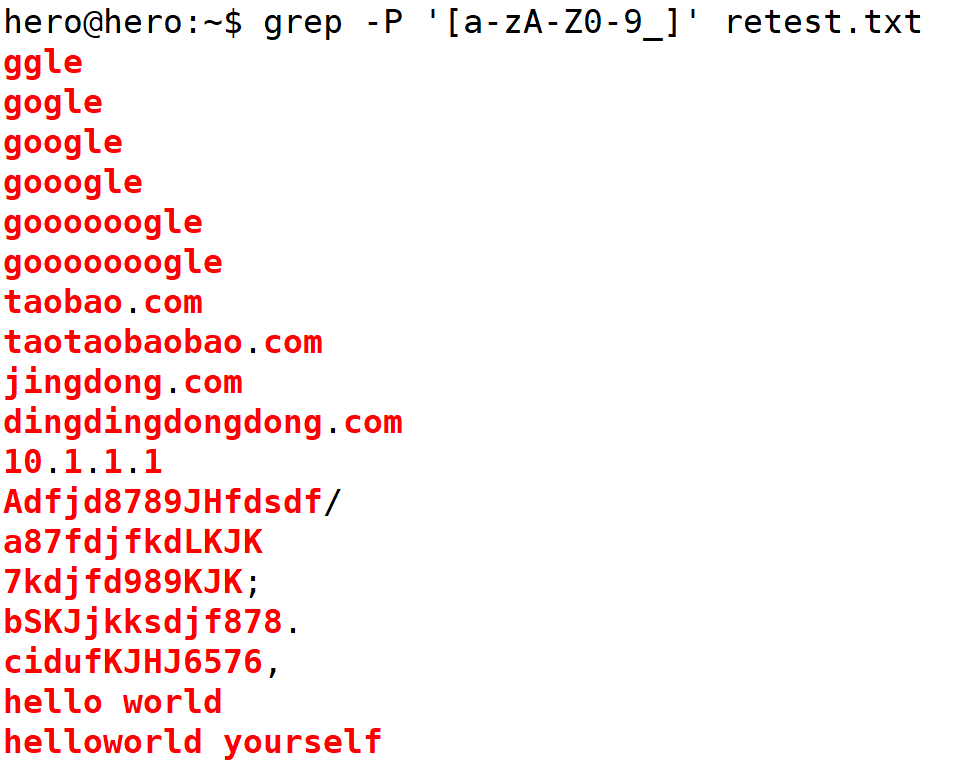 hero@hero:~$ grep -P '[a-zA-Z0-9_]' retest.txt
ggle
gogle
google
gooogle
goooooogle
gooooooogle
taobao.com
taotaobaobao.com
jingdong.com
dingdingdongdong.com
10.1.1.1
Adfjd8789JHfdsdf/
a87fdjfkdLKJK
7kdjfd989KJK;
bSKJjkksdjf878.
cidufKJHJ6576,
hello world
helloworld yourself